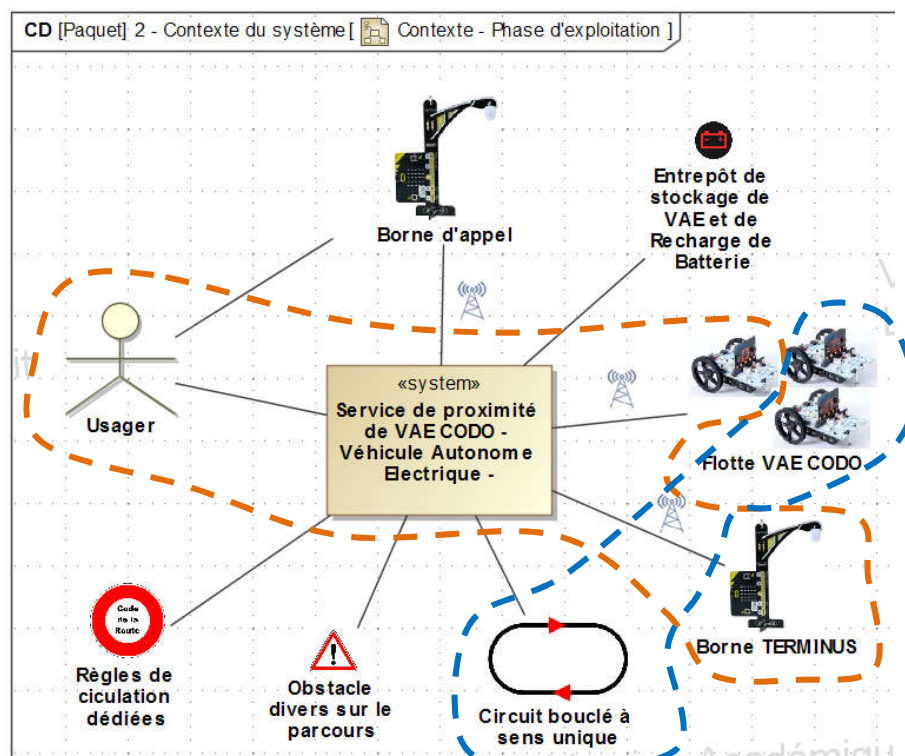 CD [Paquet] 2 - Contexte du système [ Contexte - Phase d'exploitation ]
Borne d'appel
Entrepôt de
stockage de
VAE et de
Recharge de
Batterie
Usager
«system»
Service de proximité
de VAE CODO -
Véhicule Autonome
Electrique -
Flotte VAE CODO
Borne TERMINUS
Code
de la
Route
Règles de
ciculation
dédiées
Obstacle
divers sur le
parcours
Circuit bouclé à
sens unique